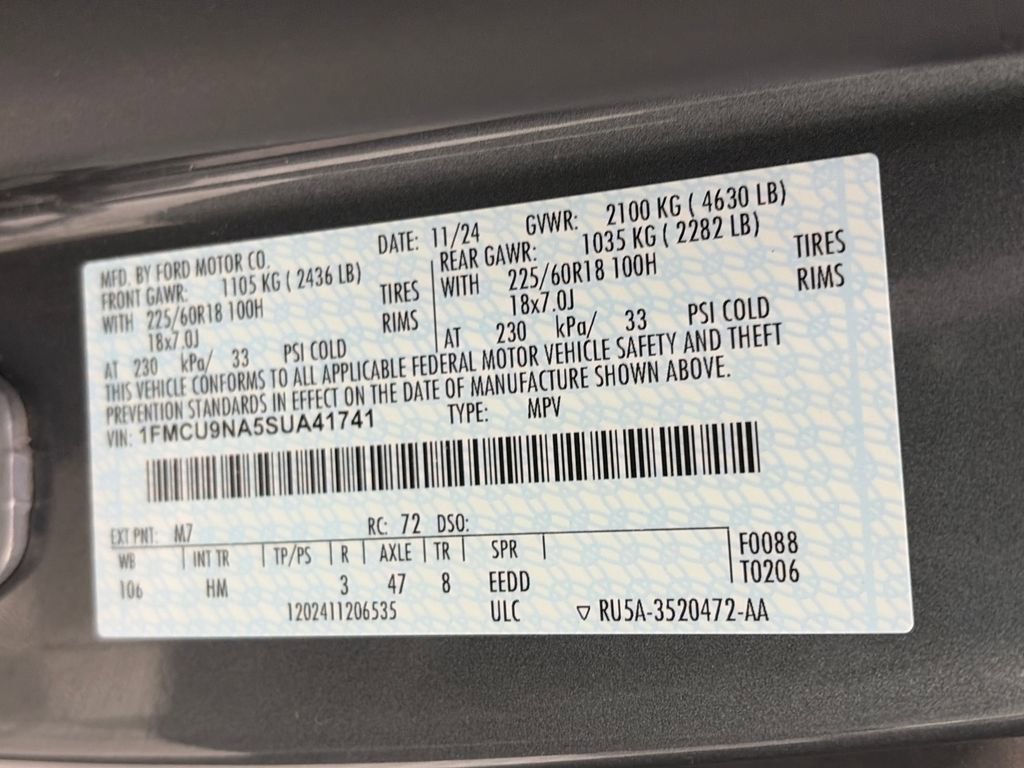 MFD. BY FORD MOTOR CO. DATE: 11/24 GVWR: 2100 KG ( 4630 LB)
FRONT GAWR: 1105 KG ( 2436 LB) REAR GAWR: 1035 KG ( 2282 LB)
WITH 225/60R18 100H TIRES WITH 225/60R18 100H TIRES
18x7.0J RIMS 18x7.0J RIMS
AT 230 kPa/ 33 PSI COLD AT 230 kPa/ 33 PSI COLD
THIS VEHICLE CONFORMS TO ALL APPLICABLE FEDERAL MOTOR VEHICLE SAFETY AND THEFT
PREVENTION STANDARDS IN EFFECT ON THE DATE OF MANUFACTURE SHOWN ABOVE.
VIN: 1FMCU9NA5SUA41741 TYPE: MPV
EXT PNT: M7 RC: 72 DSO:
WB INT TR TP/PS R AXLE TR SPR F0088
106 HM 3 47 8 EEDD T0206
1202411206535 ULC ▽ RU5A-3520472-AA